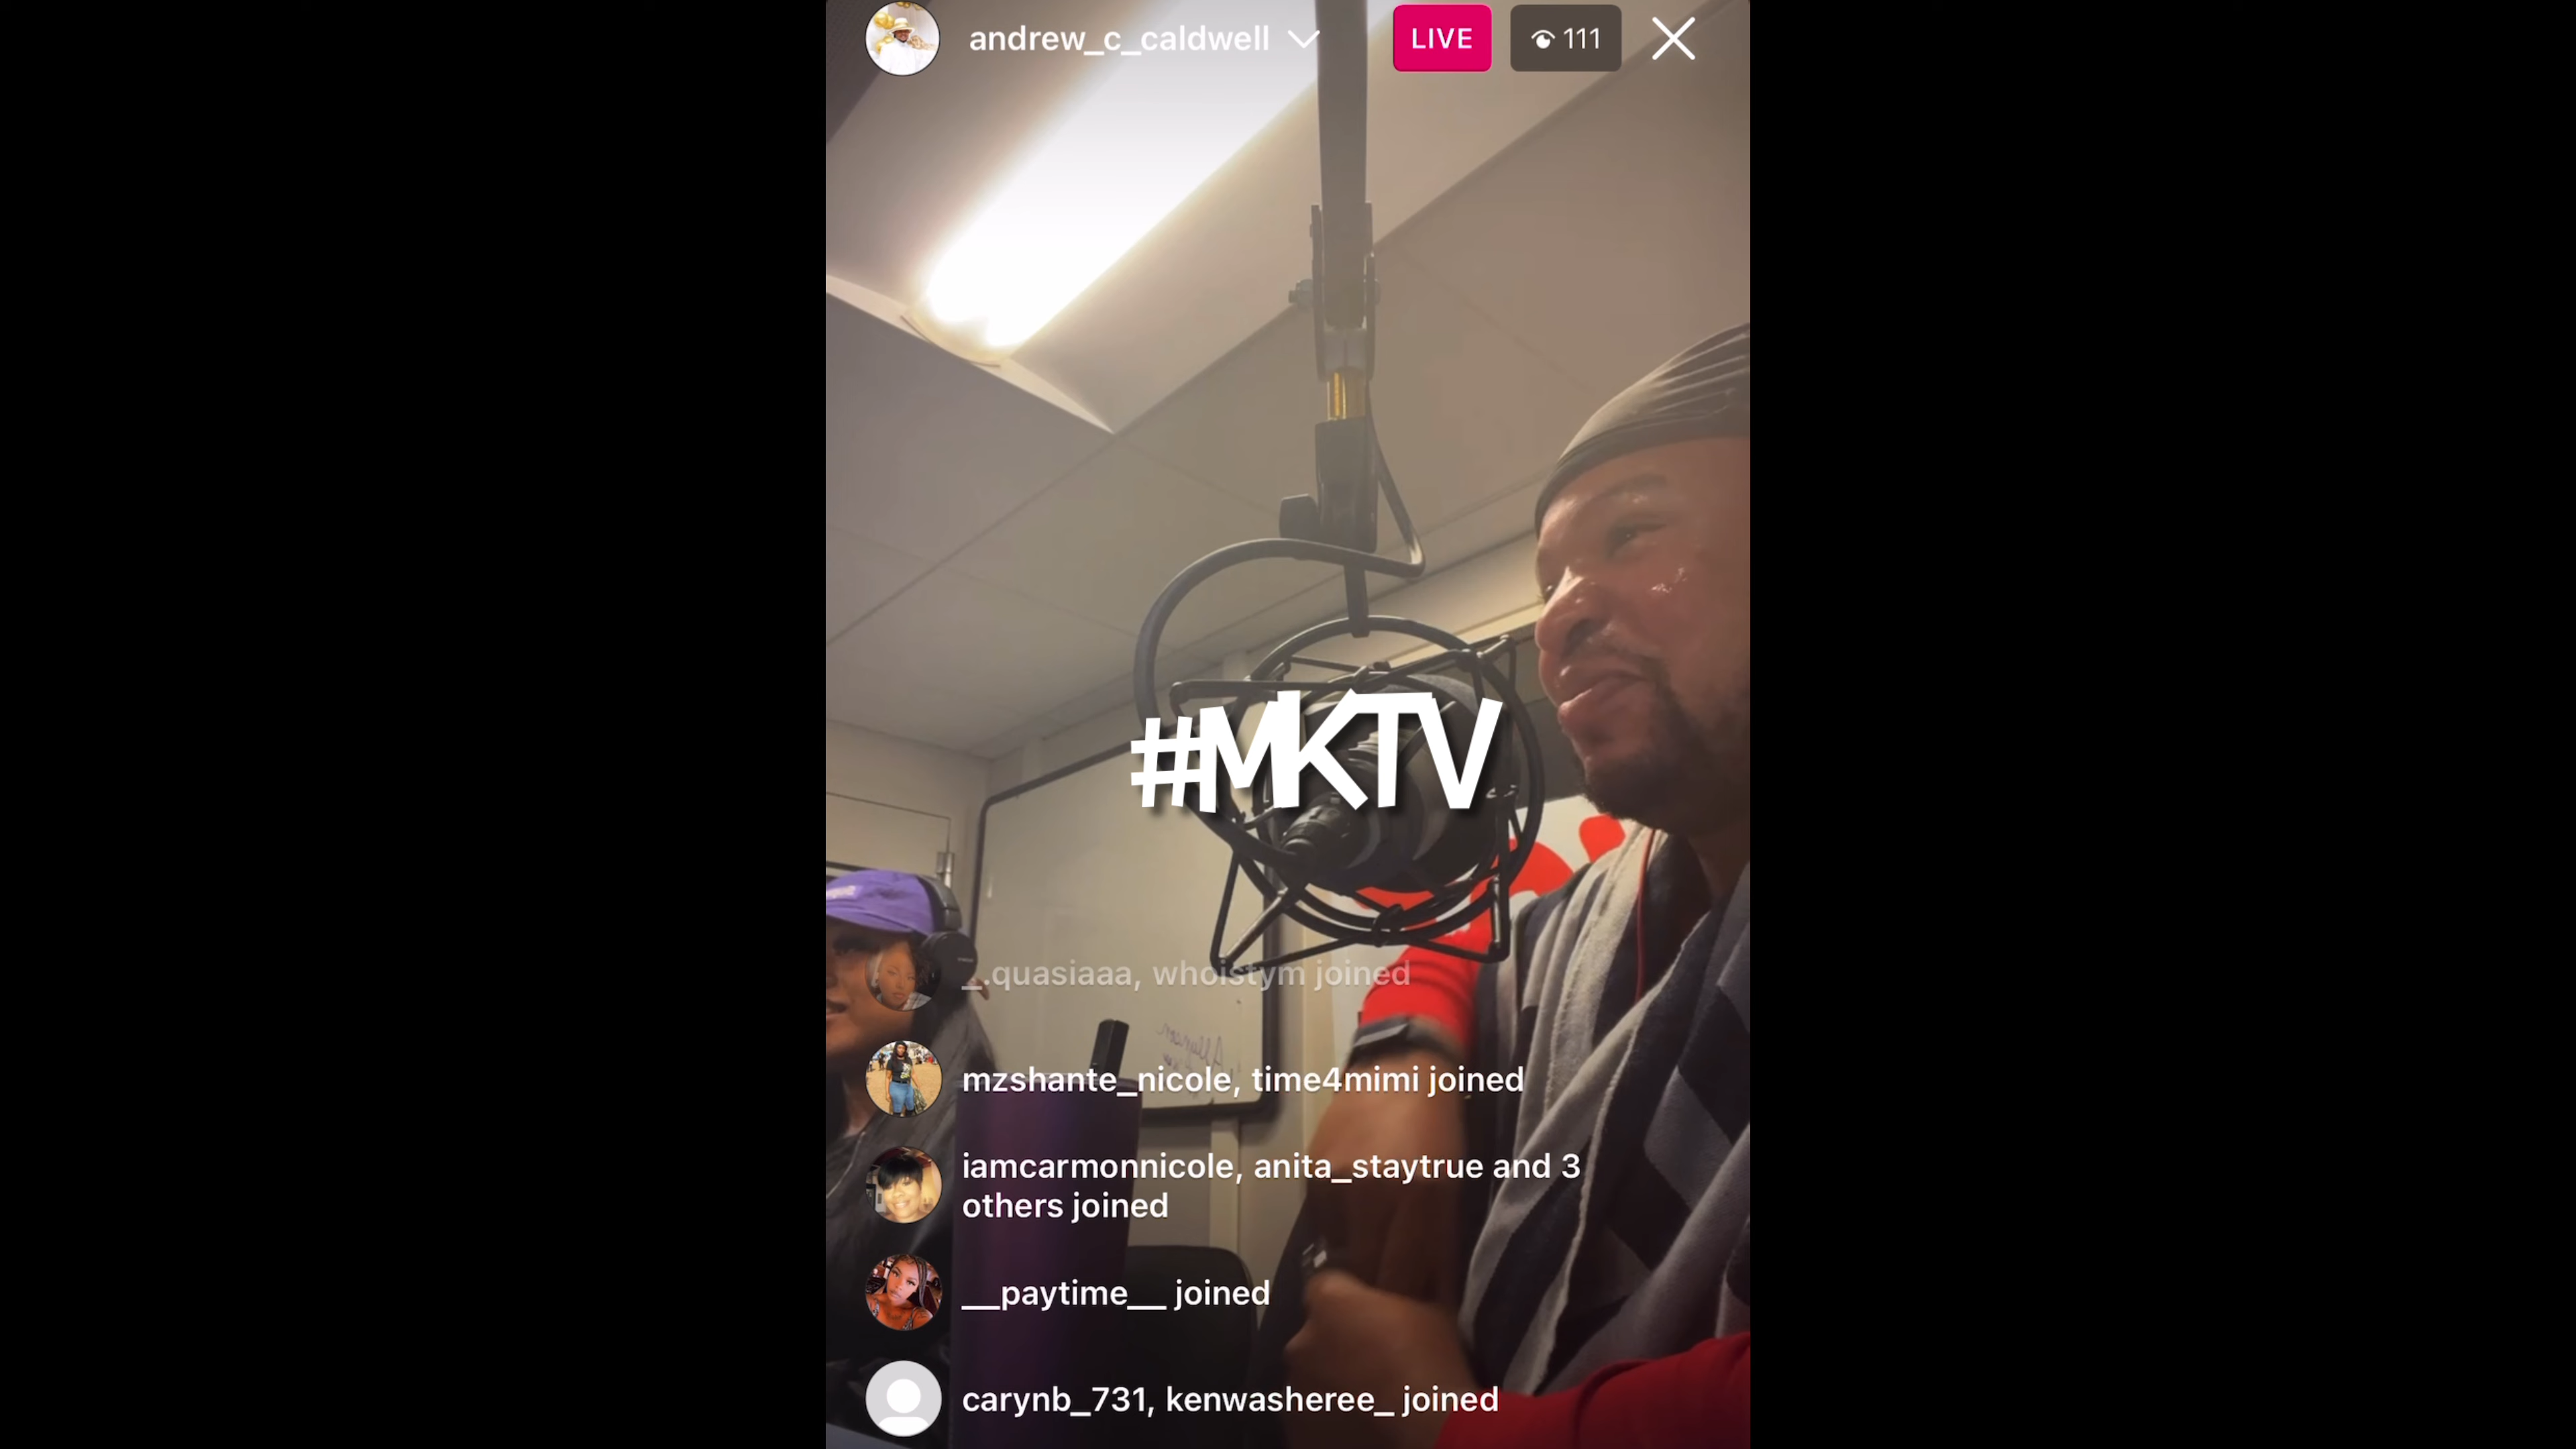 andrew_c_caldwell
LIVE
111
#MKTV
_.quasiaaa, whoistym joined
mzshante_nicole, time4mimi joined
iamcarmonnicole, anita_staytrue and 3
others joined
__paytime__ joined
carynb_731, kenwasheree_ joined